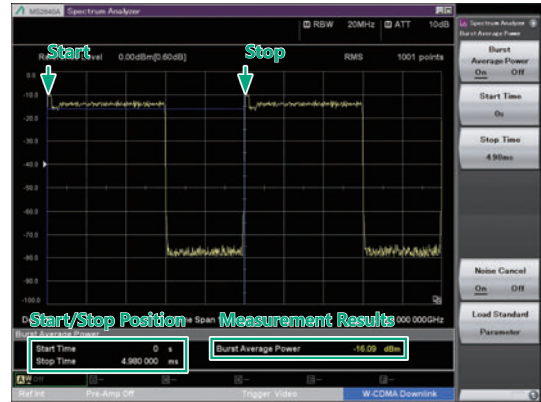 MS2840A Spectrum Analyzer
RBW 20MHz ATT 10dB
Spectrum Analyzer
Burst Average Power
Start Stop
Level 0.00dBm[0.60dB] RMS 1001 points
Burst
Average Power
On Off
Start Time
0s
Stop Time
4.98ms
0.0
-10.0
-20.0
-30.0
-40.0
-50.0
-60.0
-70.0
-80.0
-90.0
-100.0
Noise Cancel
On Off
Load Standard
Parameter
Start/Stop Position Measurement Results
Span 000 000GHz
Burst Average Power
Start Time 0 s
Stop Time 4.980 000 ms
Burst Average Power -16.09 dBm
Off
Ref.Int Pre-Amp Off Trigger Video W-CDMA Downlink